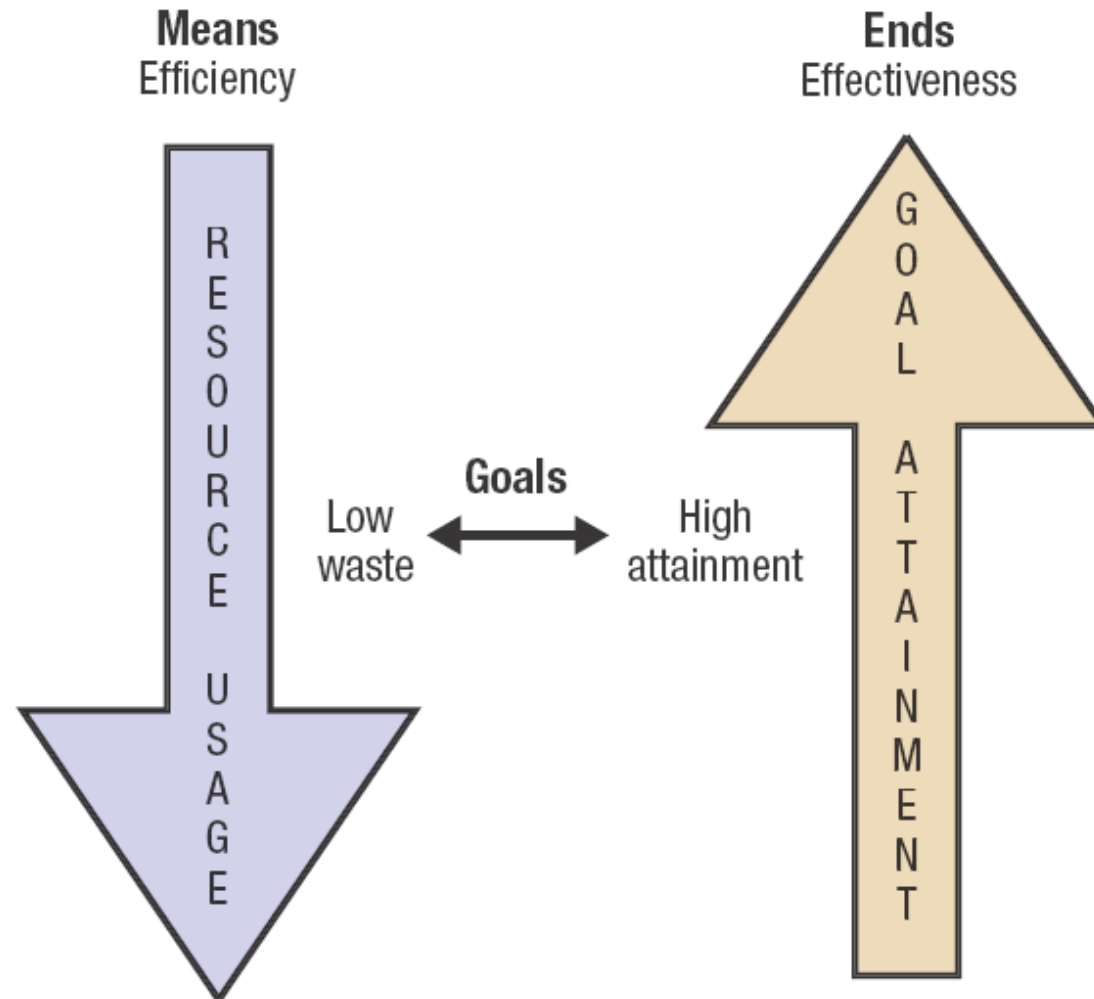 Means
Efficiency
Ends
Effectiveness
RESOURCE USAGE
Goals
Low
waste
High
attainment
GOAL ATTAINMENT